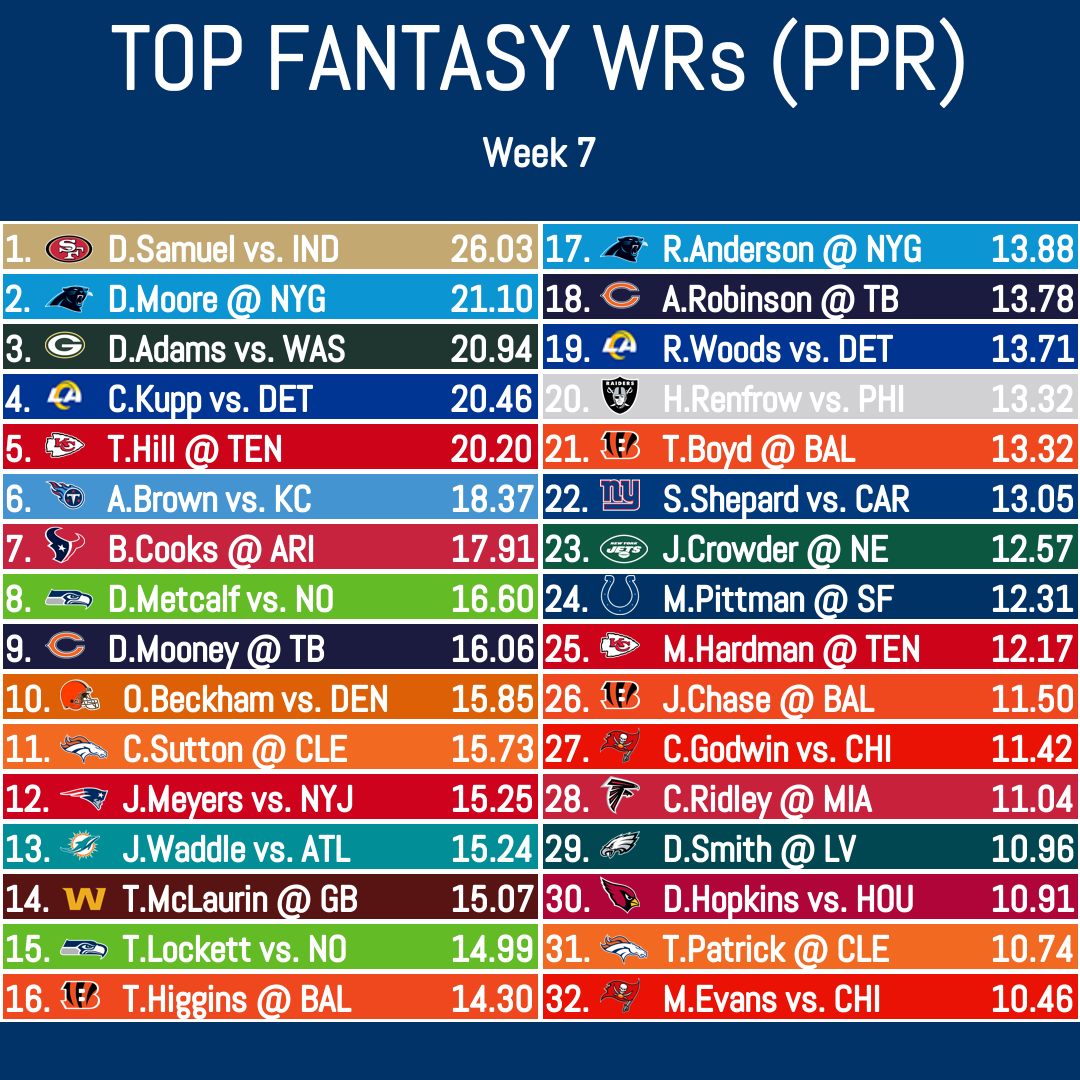 TOP FANTASY WRs (PPR)
Week 7
1. D.Samuel vs. IND 26.03
2. D.Moore @ NYG 21.10
3. D.Adams vs. WAS 20.94
4. C.Kupp vs. DET 20.46
5. T.Hill @ TEN 20.20
6. A.Brown vs. KC 18.37
7. B.Cooks @ ARI 17.91
8. D.Metcalf vs. NO 16.60
9. D.Mooney @ TB 16.06
10. O.Beckham vs. DEN 15.85
11. C.Sutton @ CLE 15.73
12. J.Meyers vs. NYJ 15.25
13. J.Waddle vs. ATL 15.24
14. T.McLaurin @ GB 15.07
15. T.Lockett vs. NO 14.99
16. T.Higgins @ BAL 14.30
17. R.Anderson @ NYG 13.88
18. A.Robinson @ TB 13.78
19. R.Woods vs. DET 13.71
20. H.Renfrow vs. PHI 13.32
21. T.Boyd @ BAL 13.32
22. S.Shepard vs. CAR 13.05
23. J.Crowder @ NE 12.57
24. M.Pittman @ SF 12.31
25. M.Hardman @ TEN 12.17
26. J.Chase @ BAL 11.50
27. C.Godwin vs. CHI 11.42
28. C.Ridley @ MIA 11.04
29. D.Smith @ LV 10.96
30. D.Hopkins vs. HOU 10.91
31. T.Patrick @ CLE 10.74
32. M.Evans vs. CHI 10.46